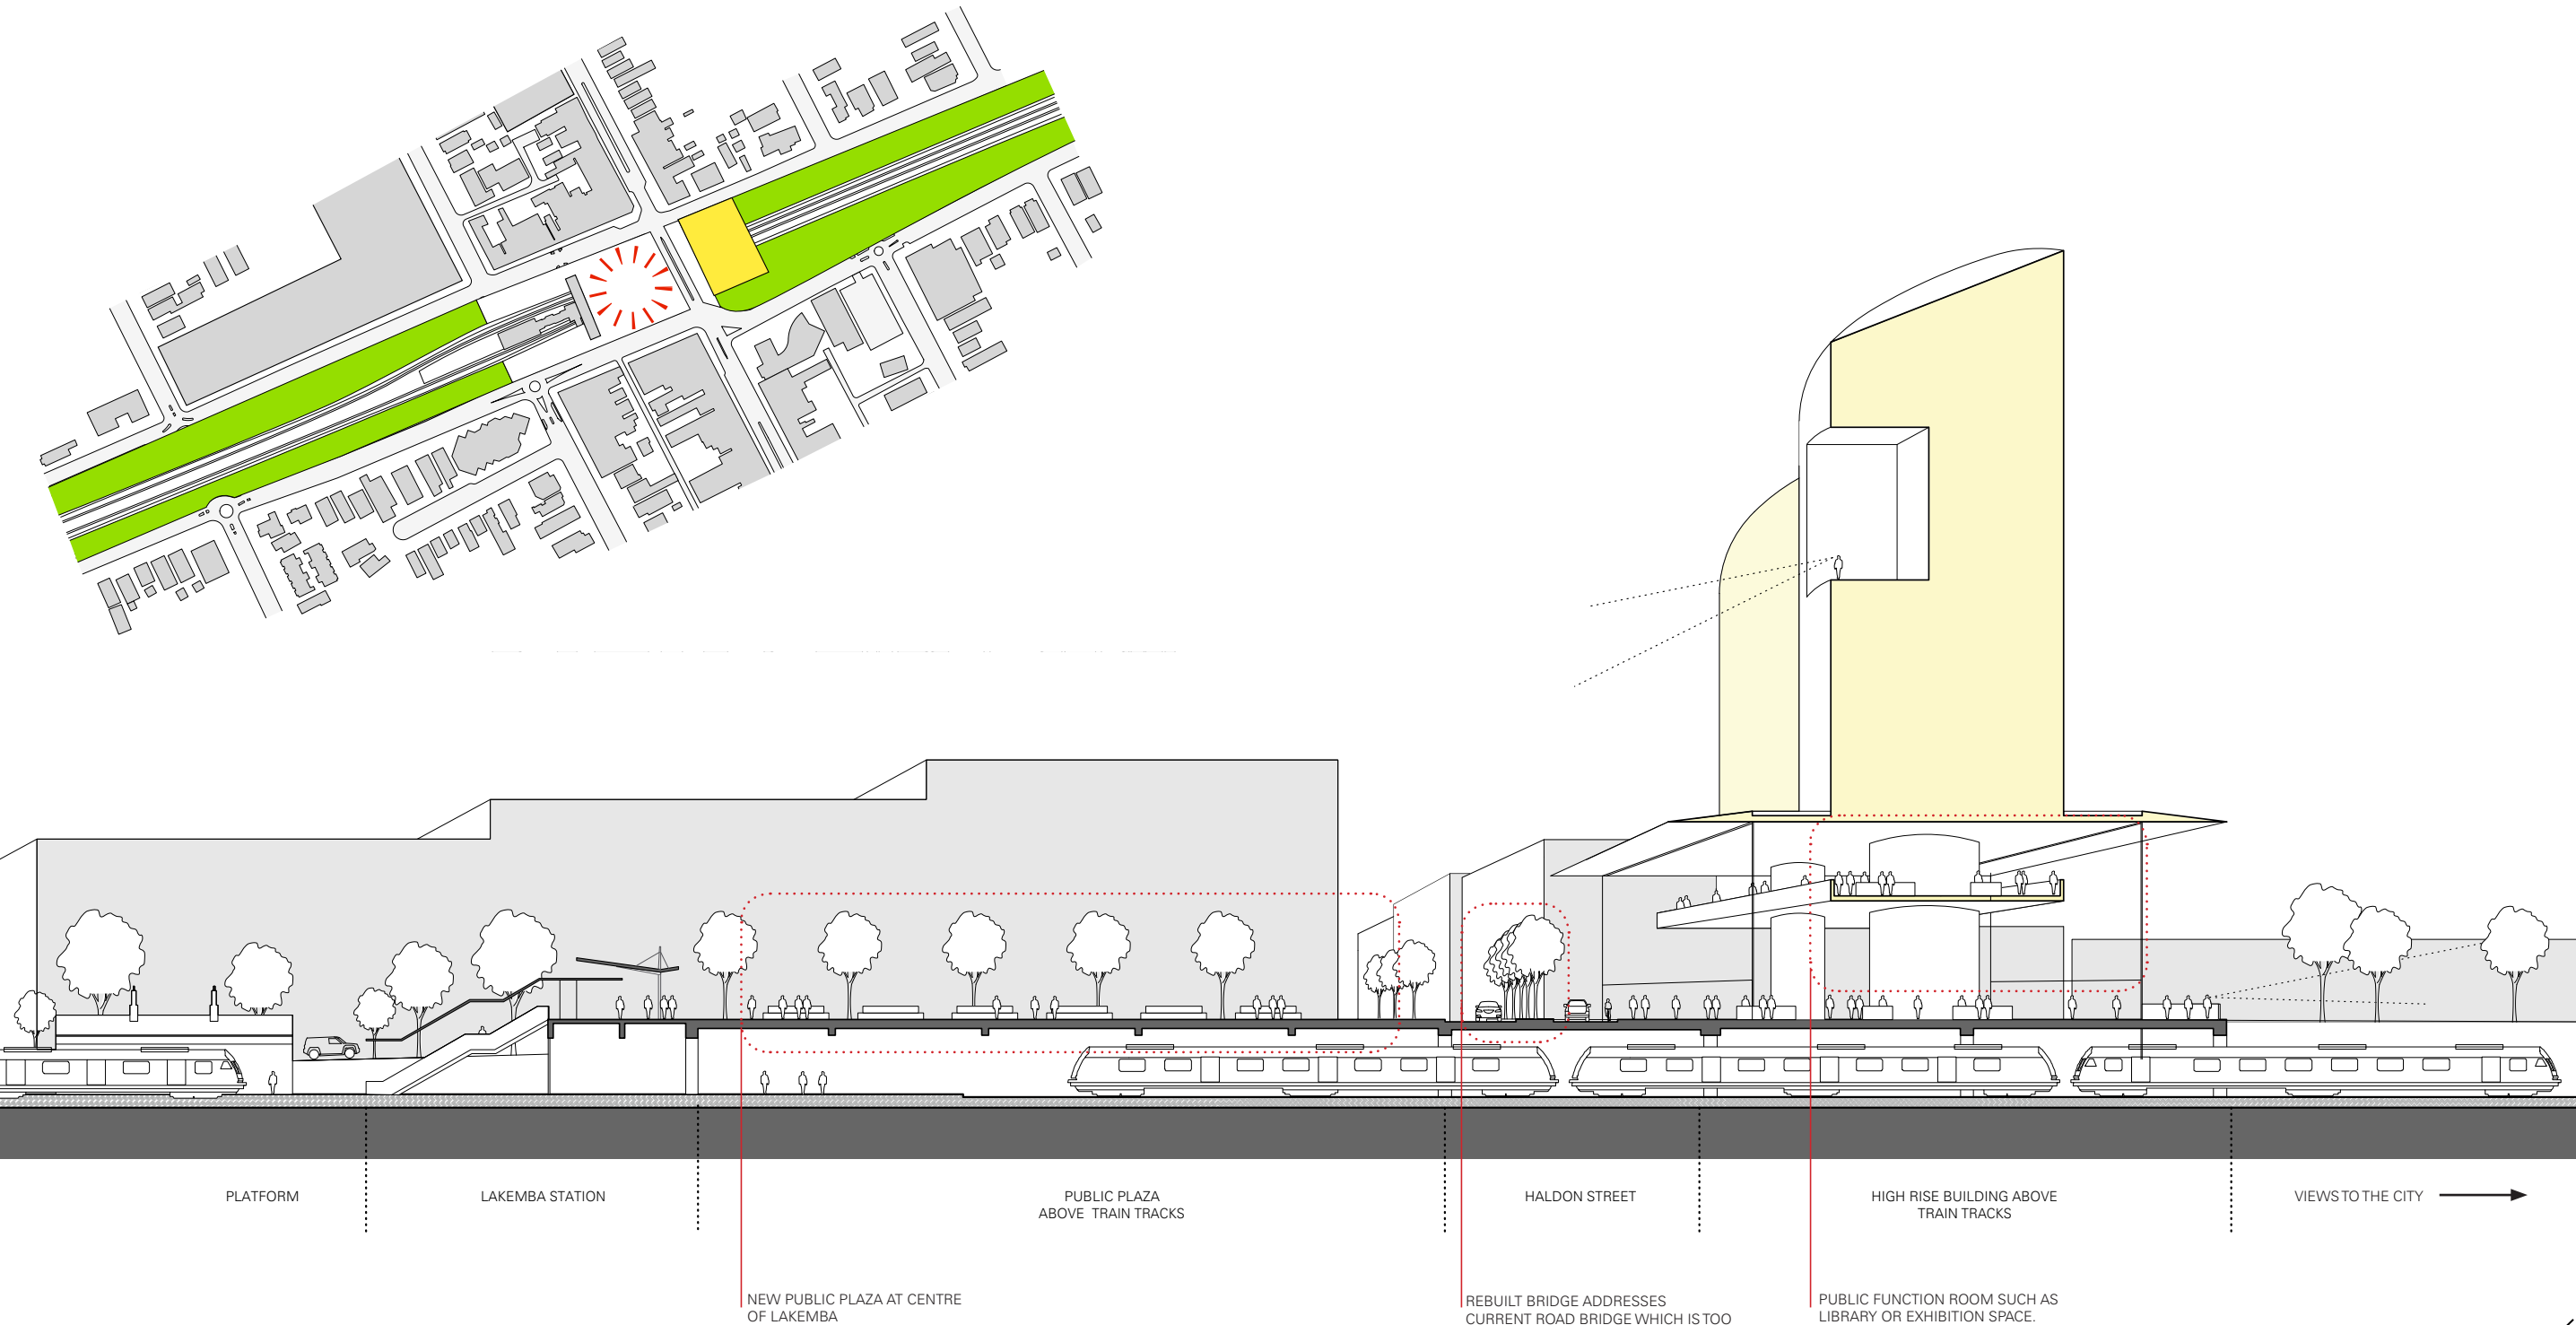 PLATFORM
LAKEMBA STATION
PUBLIC PLAZA
ABOVE TRAIN TRACKS
HALDON STREET
HIGH RISE BUILDING ABOVE
TRAIN TRACKS
VIEWS TO THE CITY
NEW PUBLIC PLAZA AT CENTRE
OF LAKEMBA
REBUILT BRIDGE ADDRESSES
CURRENT ROAD BRIDGE WHICH IS TOO
PUBLIC FUNCTION ROOM SUCH AS
LIBRARY OR EXHIBITION SPACE.